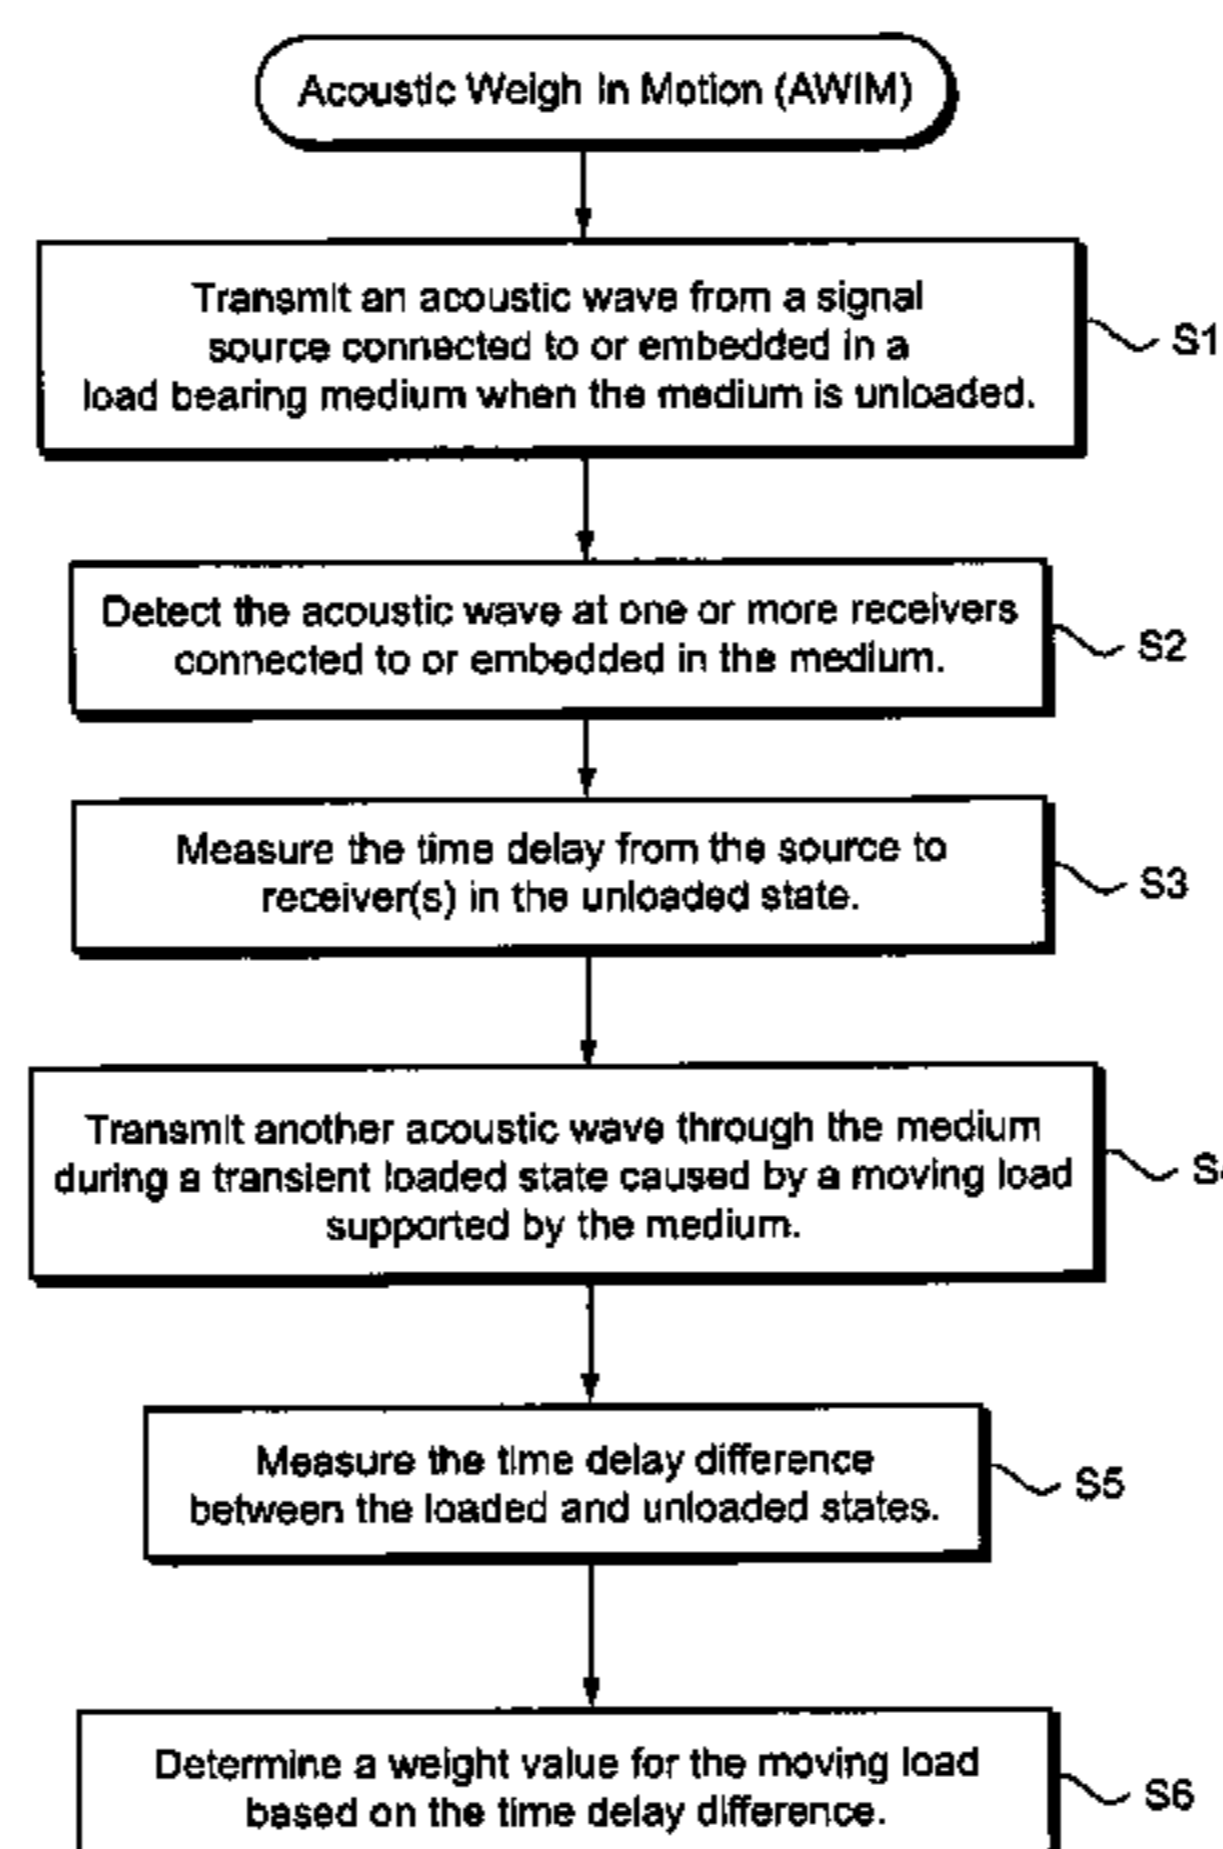 Acoustic Weigh In Motion (AWIM)
Transmit an acoustic wave from a signal
source connected to or embedded in a
load bearing medium when the medium is unloaded.
S1
Detect the acoustic wave at one or more receivers
connected to or embedded in the medium.
S2
Measure the time delay from the source to
receiver(s) in the unloaded state.
S3
Transmit another acoustic wave through the medium
during a transient loaded state caused by a moving load
supported by the medium.
Measure the time delay difference
between the loaded and unloaded states.
S5
Determine a weight value for the moving load
based on the time delay difference.
S6